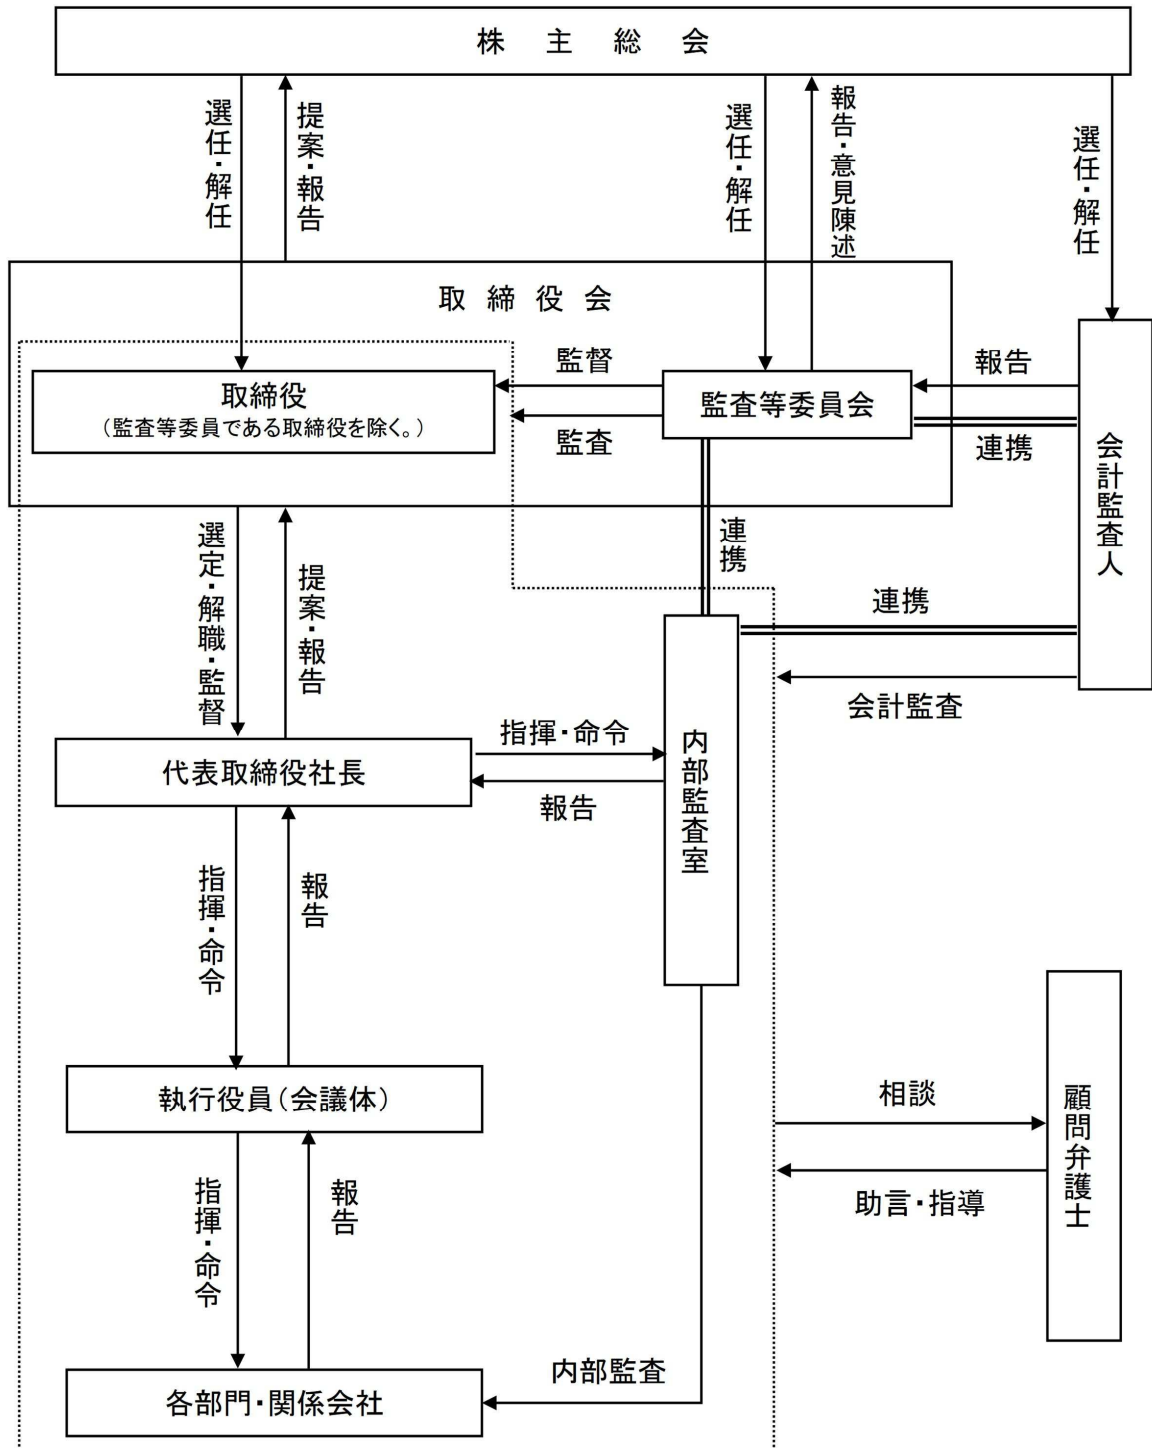 株主総会
選任・解任
提案・報告
選任・解任
報告・意見陳述
選任・解任
取締役会
取締役
（監査等委員である取締役を除く。）
監督
監査
監査等委員会
報告
連携
会計監査人
選定・解職・監督
提案・報告
連携
連携
会計監査
代表取締役社長
指揮・命令
報告
内部監査室
指揮・命令
報告
執行役員（会議体）
相談
助言・指導
顧問弁護士
指揮・命令
報告
各部門・関係会社
内部監査